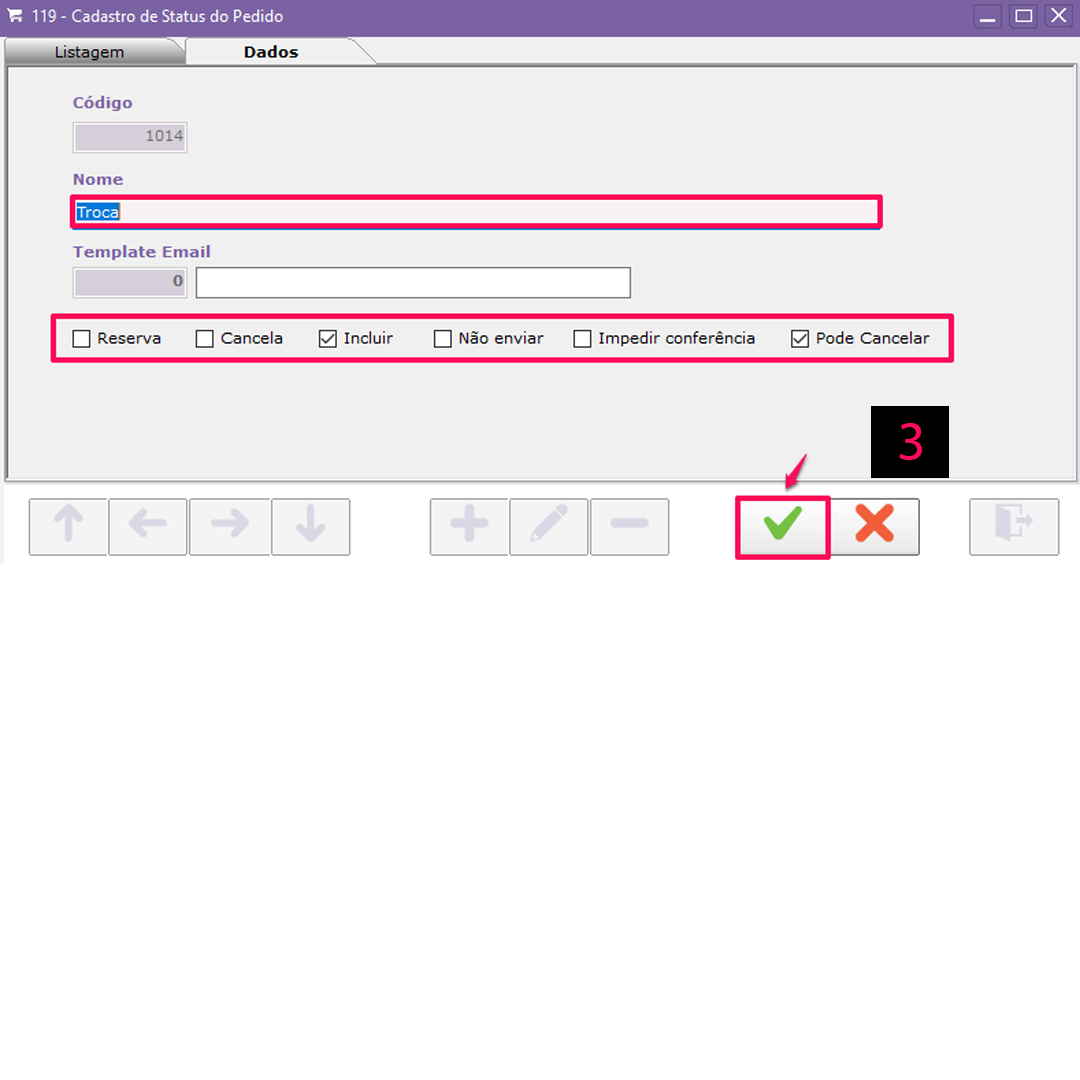 119 - Cadastro de Status do Pedido
Listagem Dados
Código
1014
Nome
Troca
Template Email
0
Reserva Cancela Incluir Não enviar Impedir conferência Pode Cancelar
3